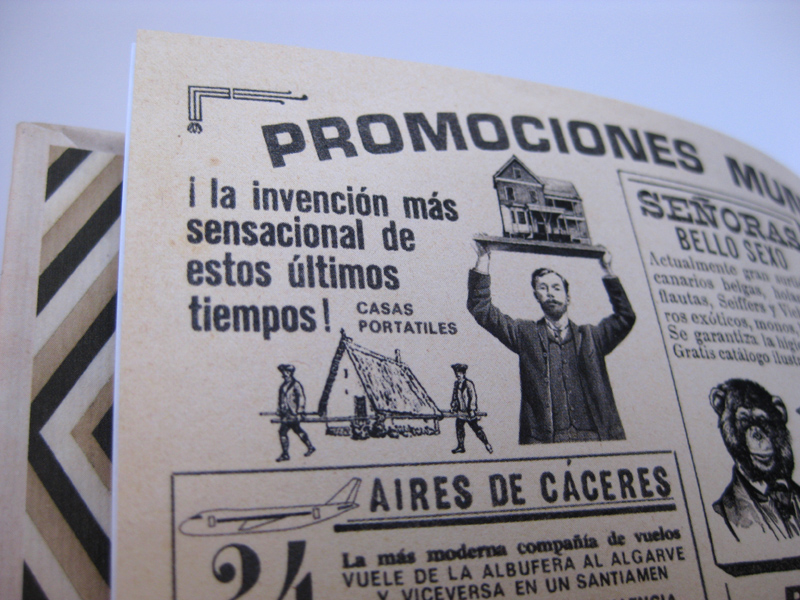 PROMOCIONES
¡ la invención más
sensacional de
estos últimos
tiempos!
CASAS
PORTATILES
SEÑORAS
BELLO SEXO
Actualmente gran
canarios belgas,
flautas, Seiffers y
ros exóticos, monos,
Se garantiza la
Gratis catálogo
AIRES DE CÁCERES
24
La más moderna compañía de vuelos
VUELE DE LA ALBUFERA AL ALGARVE
Y VICEVERSA EN UN SANTIAMEN